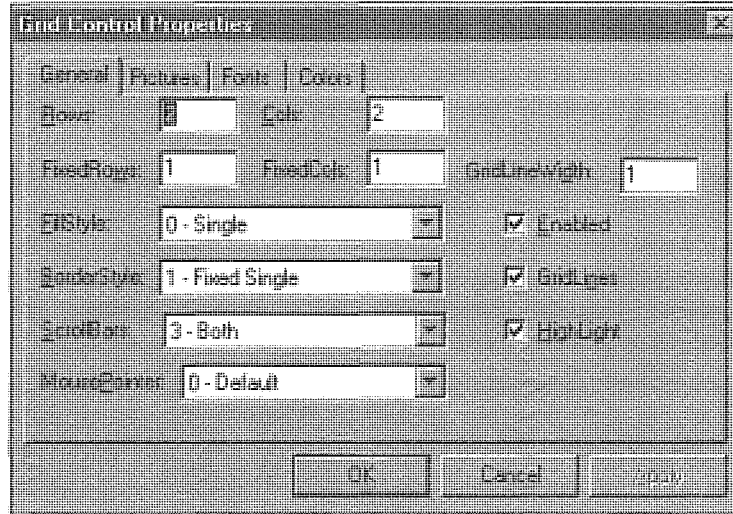 Grid Control Properties
General Pictures Fonts Colors
Rows: 2 Cols: 2
FixedRows: 1 FixedCols: 1 GridLineWidth: 1
FillStyle: 0 - Single Enabled
BorderStyle: 1 - Fixed Single GridLines
ScrollBars: 3 - Both HighLight
MousePointer: 0 - Default
OK Cancel Apply